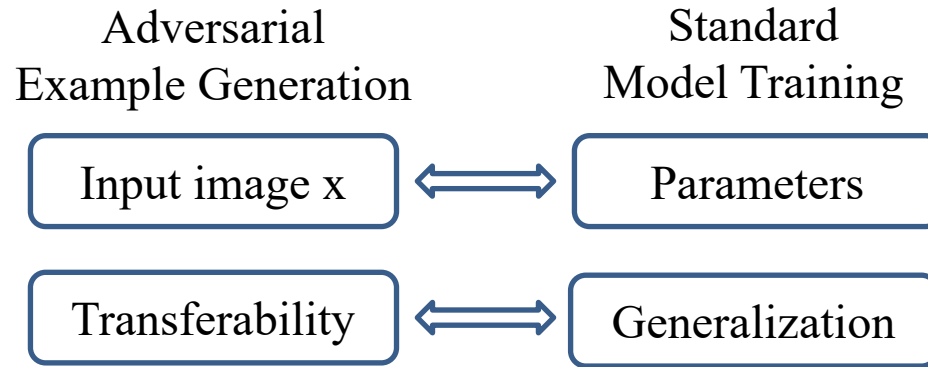 Adversarial
Example Generation
Standard
Model Training
Input image x
Parameters
Transferability
Generalization